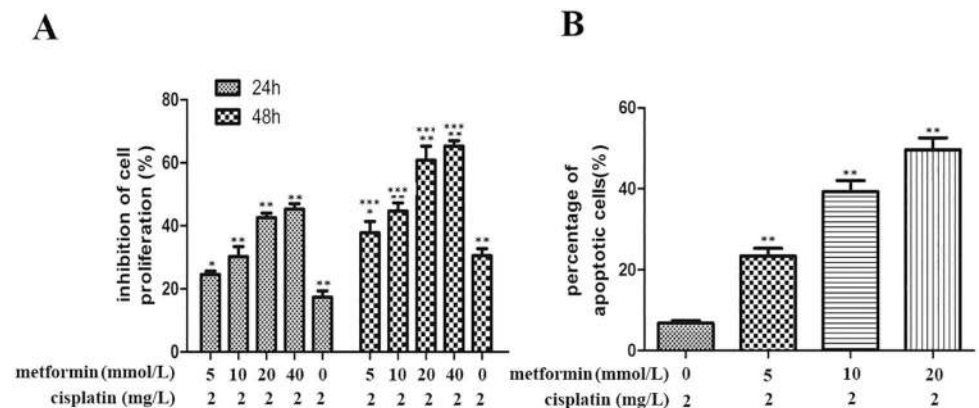 A
B
24h
48h
inhibition of cell
proliferation (%)
80
60
40
20
0
* ** ** ** ** *** * *** ** *** ** *** ** **
metformin (mmol/L) 5 10 20 40 0 5 10 20 40 0
cisplatin (mg/L) 2 2 2 2 2 2 2 2 2 2
percentage of
apoptotic cells(%)
60
40
20
0
** ** **
metformin (mmol/L) 0 5 10 20
cisplatin (mg/L) 2 2 2 2